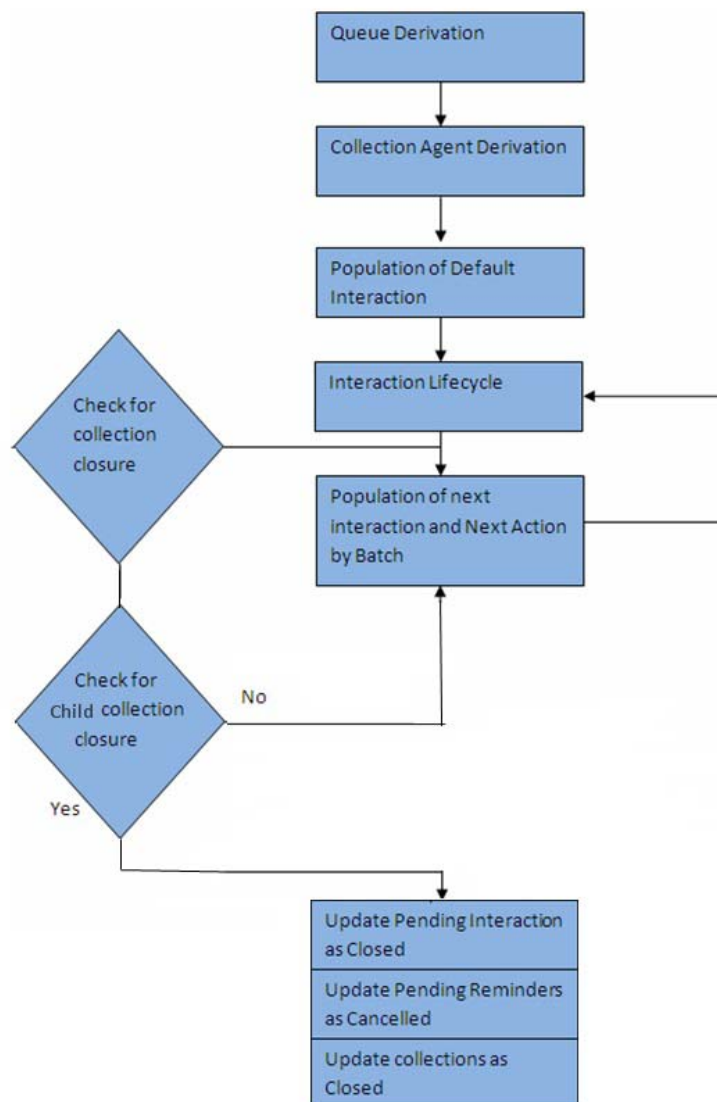 Queue Derivation
Collection Agent Derivation
Population of Default
Interaction
Interaction Lifecycle
Check for
collection
closure
Population of next
interaction and Next Action
by Batch
Check for
Child collection
closure
No
Yes
Update Pending Interaction
as Closed
Update Pending Reminders
as Cancelled
Update collections as
Closed